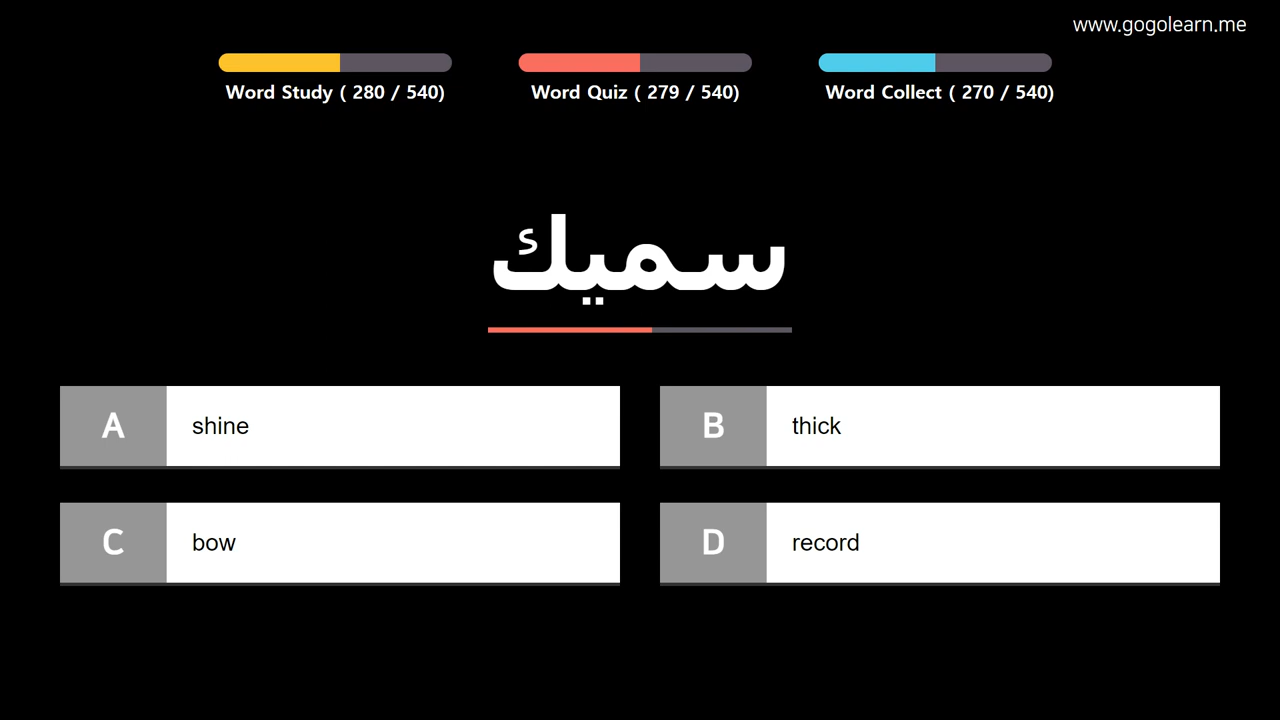 www.gogolearn.me
Word Study ( 280 / 540)
Word Quiz ( 279 / 540)
Word Collect ( 270 / 540)
سميك
A shine
B thick
C bow
D record